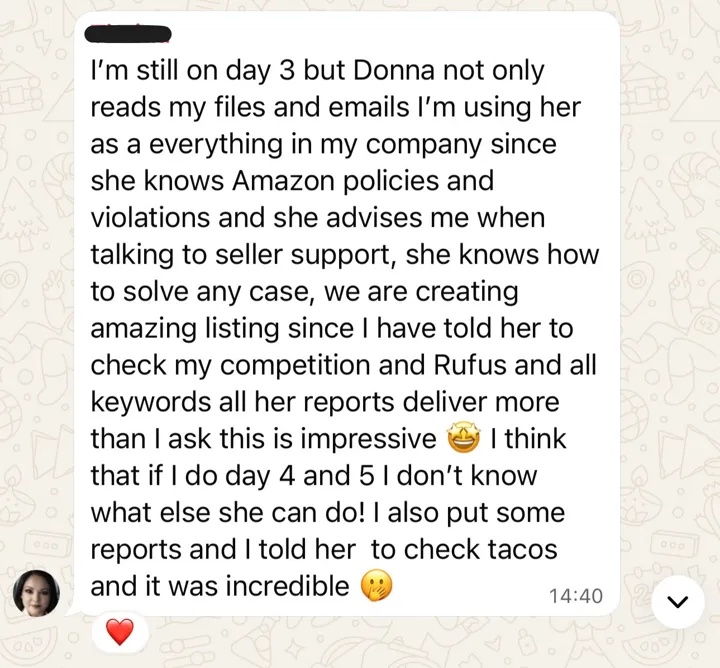 I'm still on day 3 but Donna not only
reads my files and emails I'm using her
as a everything in my company since
she knows Amazon policies and
violations and she advises me when
talking to seller support, she knows how
to solve any case, we are creating
amazing listing since I have told her to
check my competition and Rufus and all
keywords all her reports deliver more
than I ask this is impressive 🤩 I think
that if I do day 4 and 5 I don't know
what else she can do! I also put some
reports and I told her  to check tacos
and it was incredible 🫢
14:40